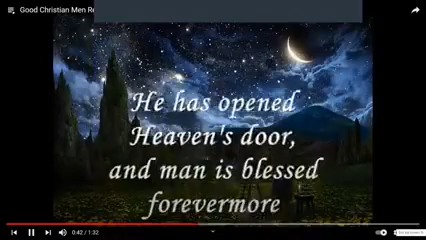 Good Christian Men Re
He has opened
Heaven's door,
and man is blessed
forevermore
0:42 / 1:32